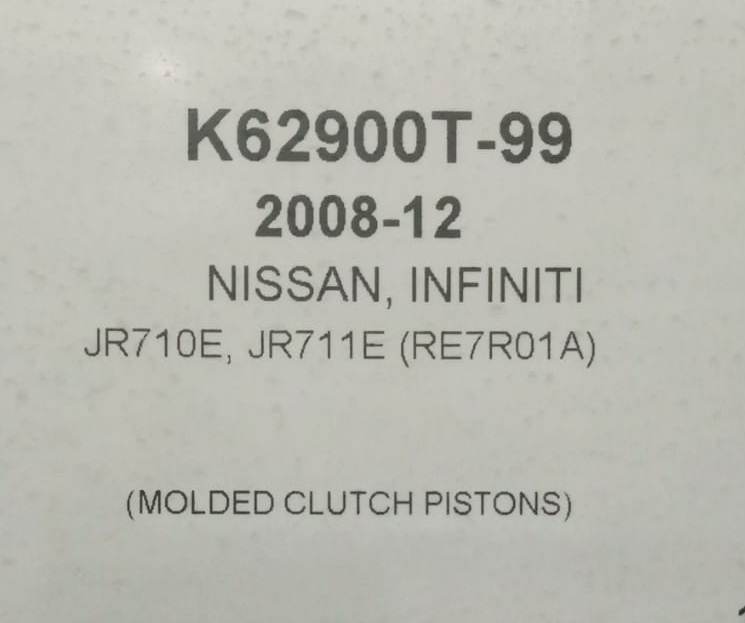 K62900T-99
2008-12
NISSAN, INFINITI
JR710E, JR711E (RE7R01A)
(MOLDED CLUTCH PISTONS)